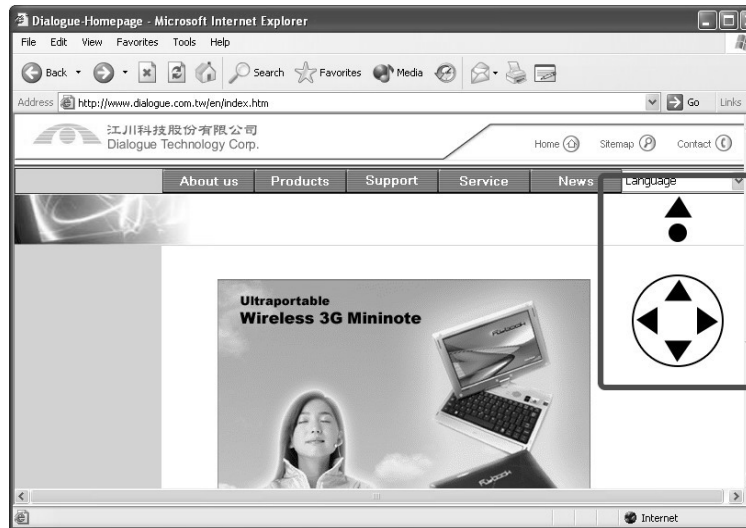 Dialogue-Homepage - Microsoft Internet Explorer
File Edit View Favorites Tools Help
Back Search Favorites Media
Address http://www.dialogue.com.tw/en/index.htm Go Links
江川科技股份有限公司
Dialogue Technology Corp.
Home Sitemap Contact
About us Products Support Service News Language
Ultraportable
Wireless 3G Mininote
Flybook
Flybook
Internet